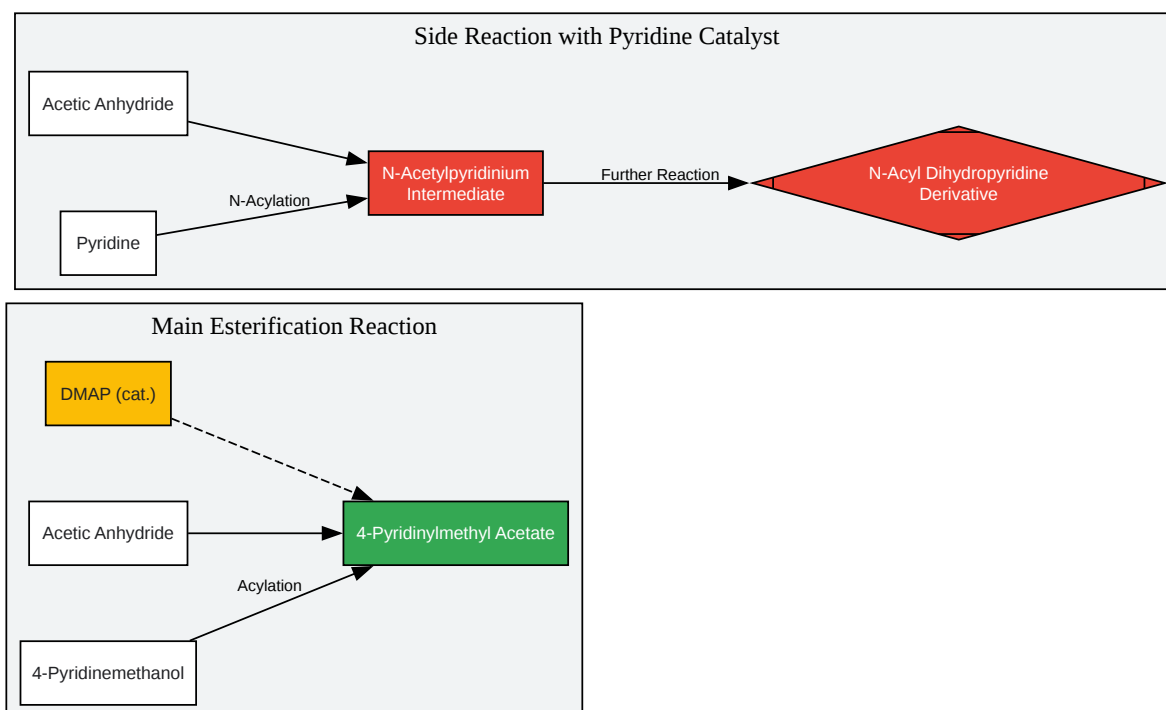 Side Reaction with Pyridine Catalyst
Acetic Anhydride
N-Acylation
Pyridine
N-Acetylpyridinium
Intermediate
Further Reaction
N-Acyl Dihydropyridine
Derivative
Main Esterification Reaction
DMAP (cat.)
Acetic Anhydride
4-Pyridinylmethyl Acetate
Acylation
4-Pyridinemethanol